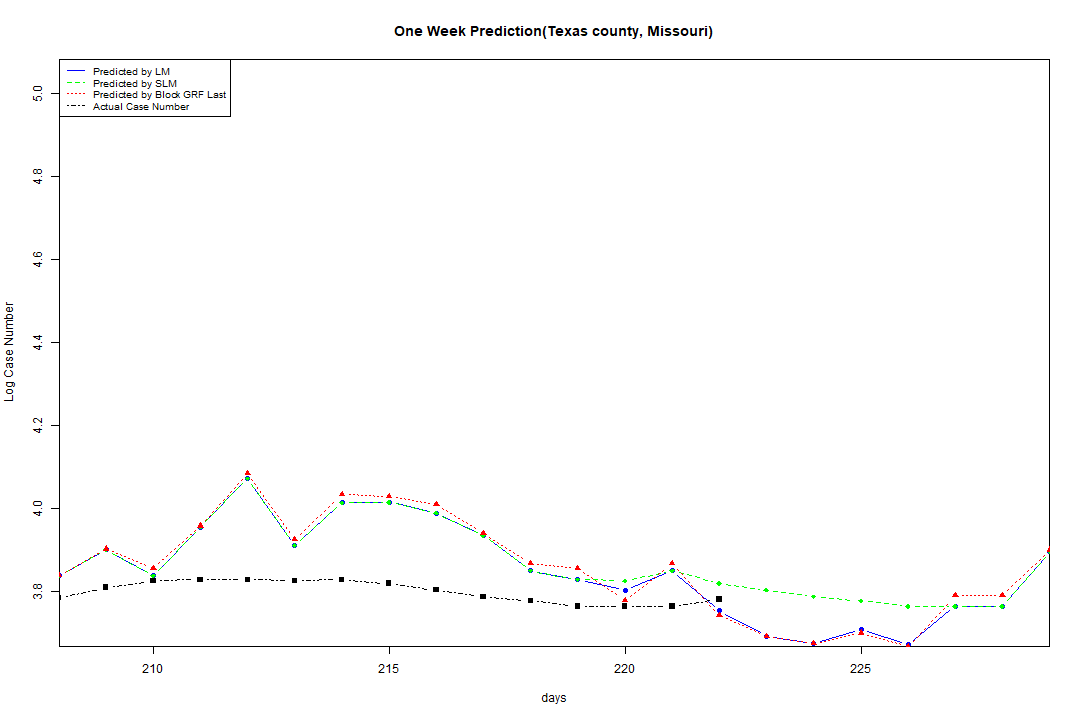 One Week Prediction(Texas county, Missouri)
Predicted by LM
Predicted by SLM
Predicted by Block GRF Last
Actual Case Number
5.0
4.8
4.6
4.4
4.2
4.0
3.8
Log Case Number
210
215
220
225
days